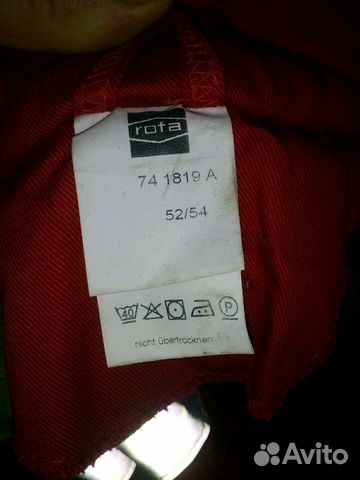 rofa
74 1819 A
52/54
40 P
nicht übertrocknen
Avito